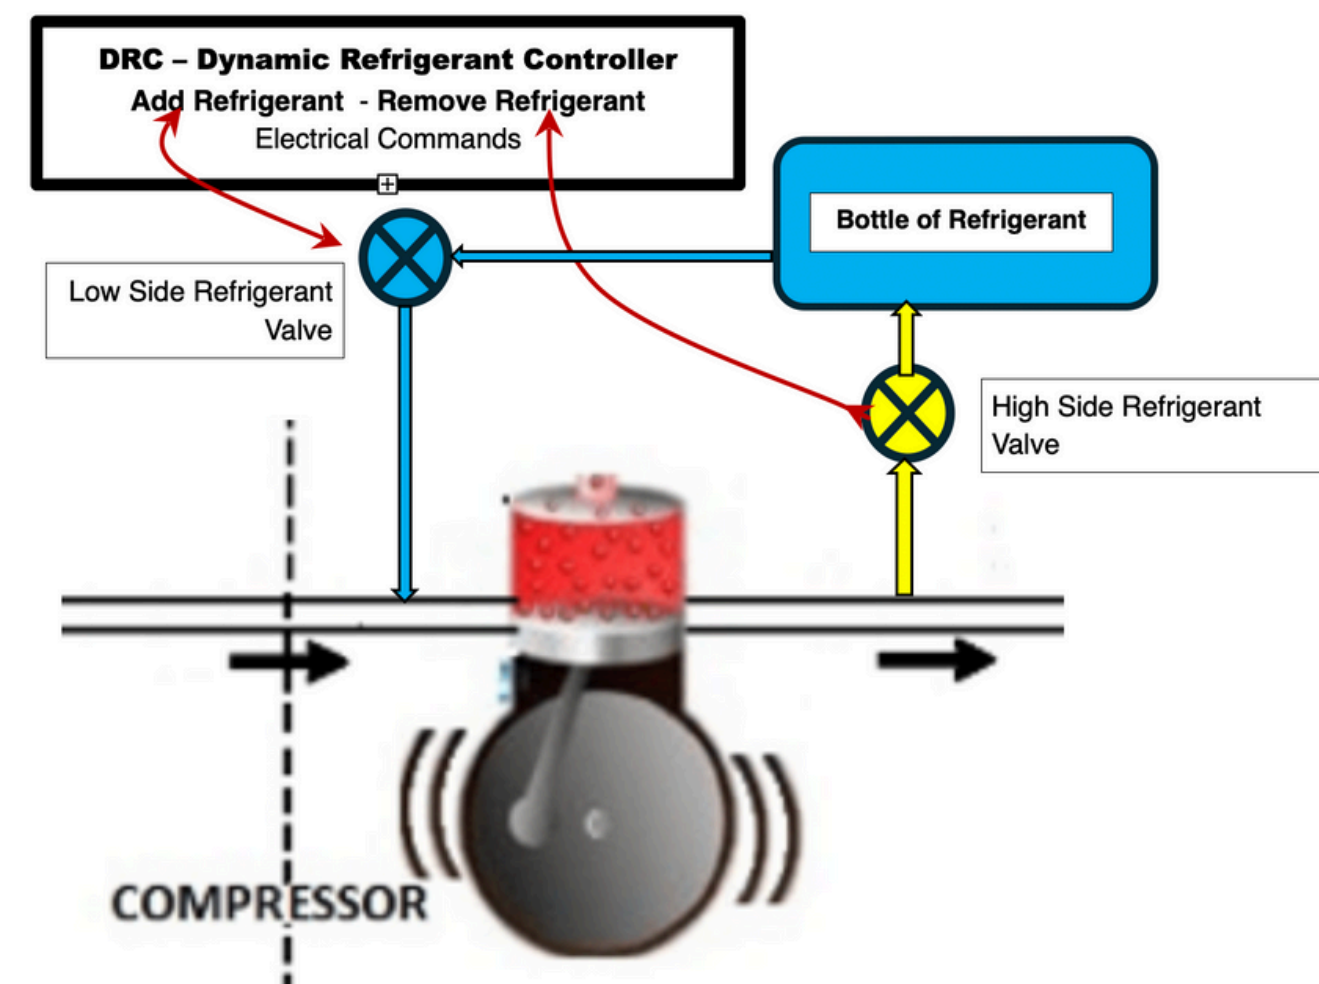 DRC – Dynamic Refrigerant Controller
Add Refrigerant - Remove Refrigerant
Electrical Commands
Bottle of Refrigerant
Low Side Refrigerant
Valve
High Side Refrigerant
Valve
COMPRESSOR